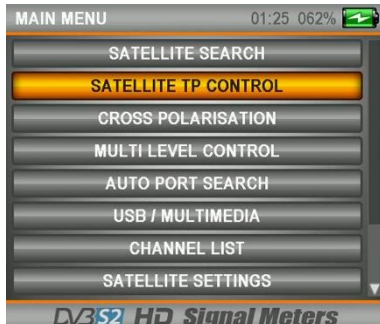 MAIN MENU 01:25 062%
SATELLITE SEARCH
SATELLITE TP CONTROL
CROSS POLARISATION
MULTI LEVEL CONTROL
AUTO PORT SEARCH
USB / MULTIMEDIA
CHANNEL LIST
SATELLITE SETTINGS
DVB S2 HD Signal Meters